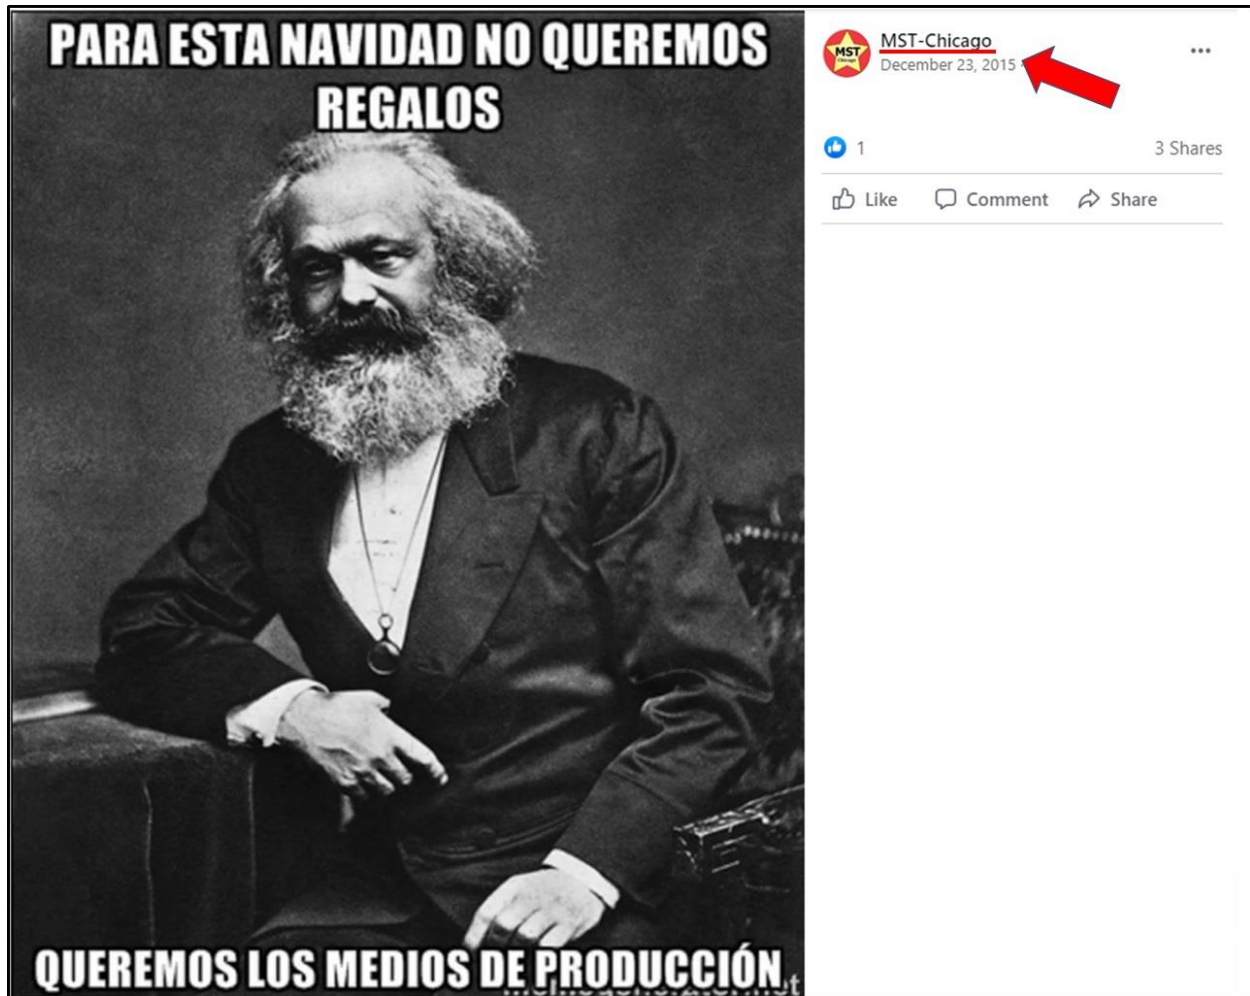 PARA ESTA NAVIDAD NO QUEREMOS
REGALOS
QUEREMOS LOS MEDIOS DE PRODUCCIÓN
MST
Chicago
MST-Chicago
December 23, 2015
1
3 Shares
Like
Comment
Share